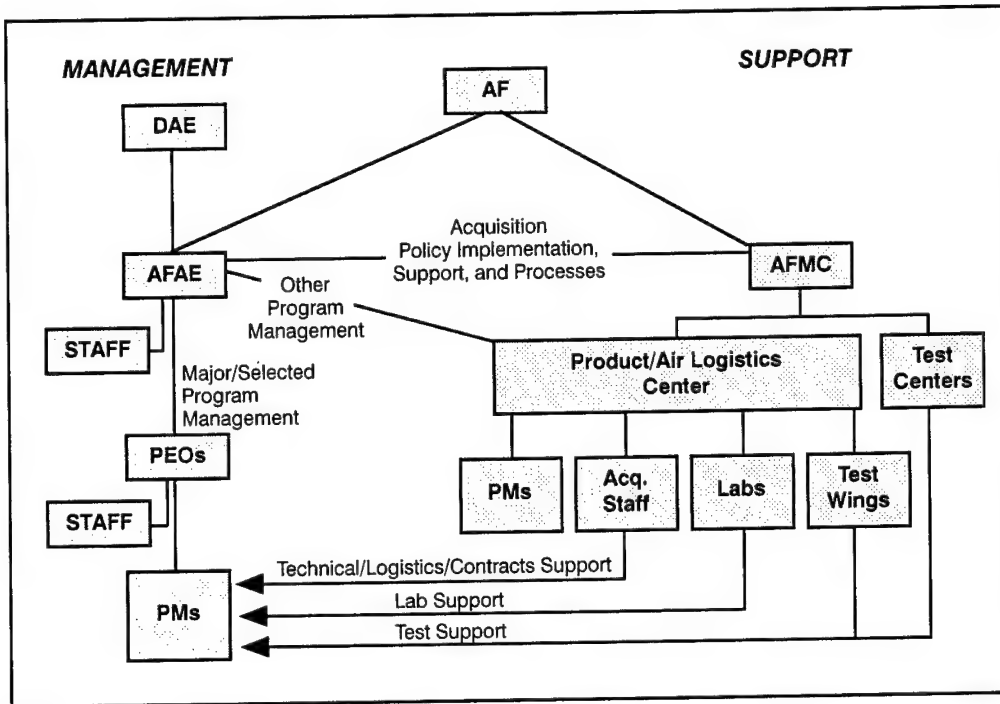 MANAGEMENT
SUPPORT
AF
DAE
AFAE
Acquisition
Policy Implementation,
Support, and Processes
AFMC
Other
Program
Management
STAFF
Major/Selected
Program
Management
Product/Air Logistics
Center
Test
Centers
PEOs
STAFF
PMs
Acq.
Staff
Labs
Test
Wings
PMs
Technical/Logistics/Contracts Support
Lab Support
Test Support